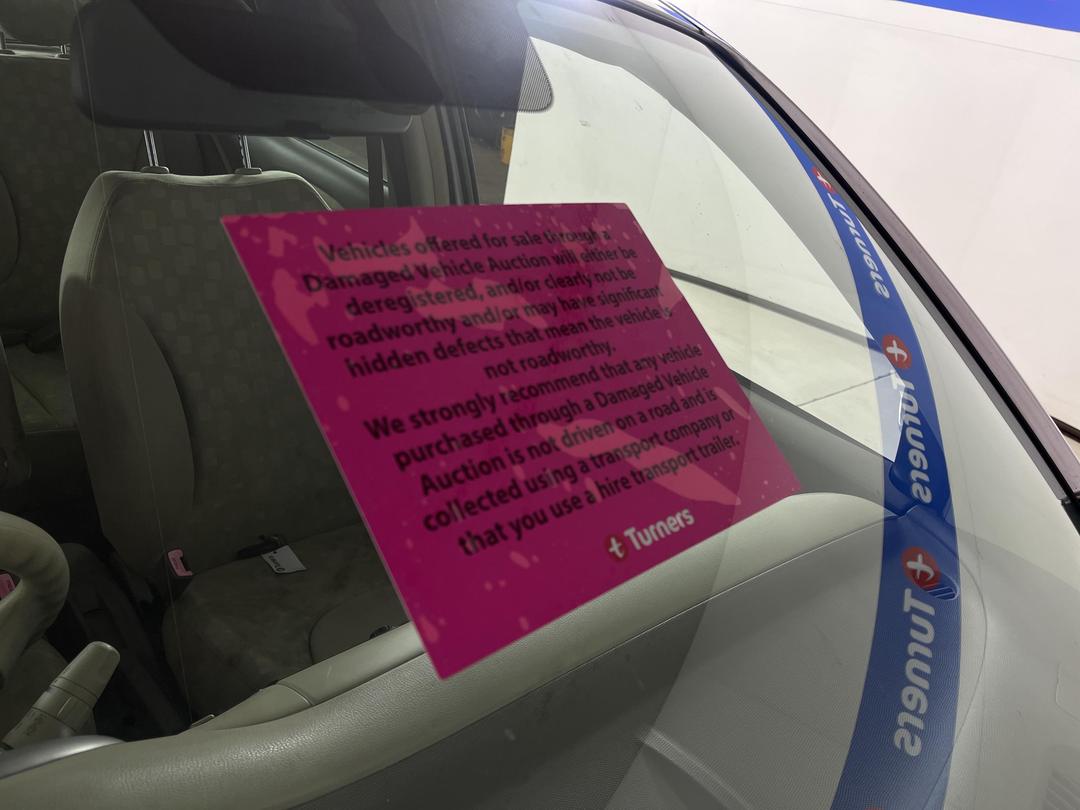 Vehicles offered for sale through a
Damaged Vehicle Auction will either be
deregistered, and/or clearly not be
roadworthy and/or may have significant
hidden defects that mean the vehicle is
not roadworthy.
We strongly recommend that any vehicle
purchased through a Damaged Vehicle
Auction is not driven on a road and is
collected using a transport company or
that you use a hire transport trailer.
Turners
Turners
Turners
Turners